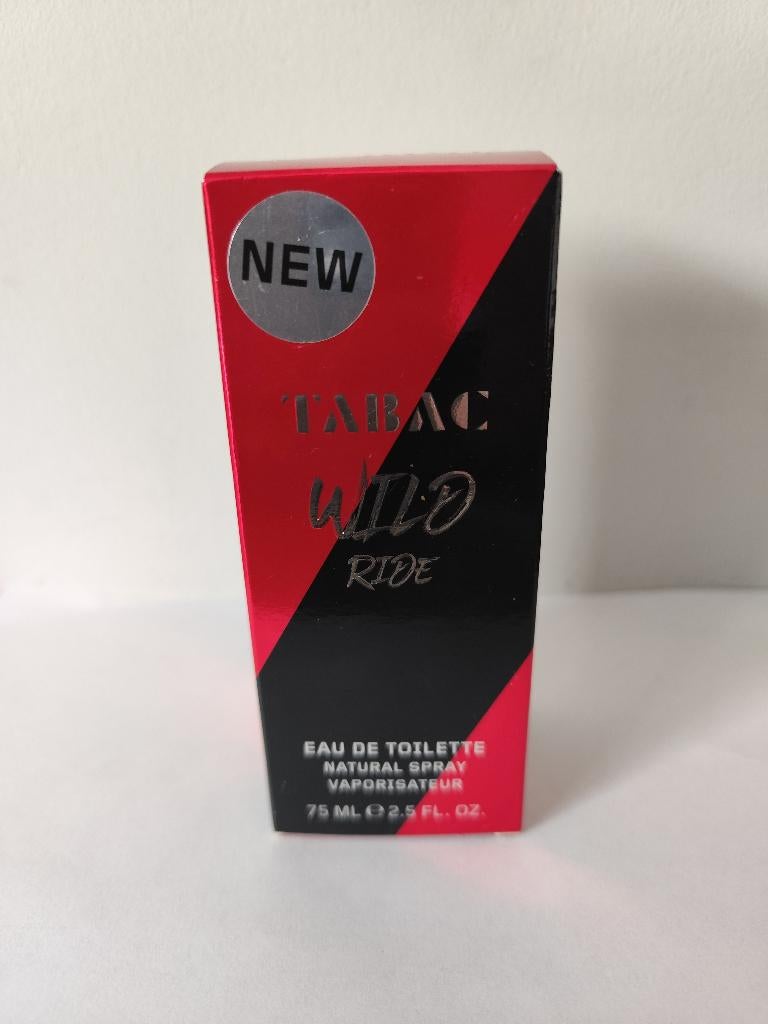 NEW
TABAC
WILD
RIDE
EAU DE TOILETTE
NATURAL SPRAY
VAPORISATEUR
75 ML ℮ 2.5 FL. OZ.